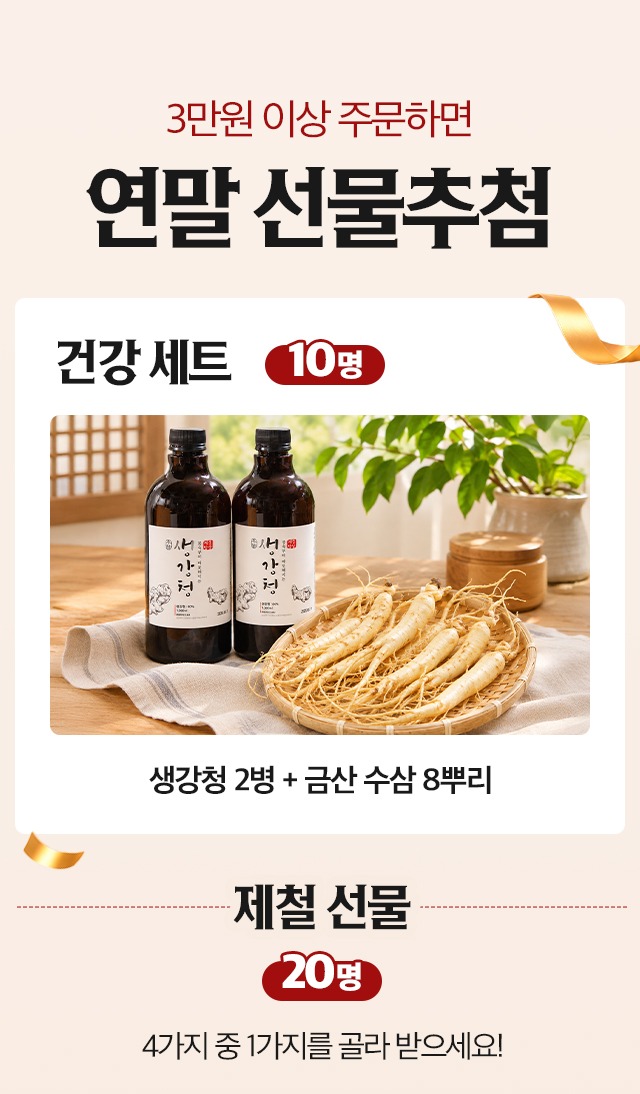 3만원 이상 주문하면
연말 선물추첨
건강 세트
10명
생강청
생강청
생강청 2병 + 금산 수삼 8뿌리
제철 선물
20명
4가지 중 1가지를 골라 받으세요!